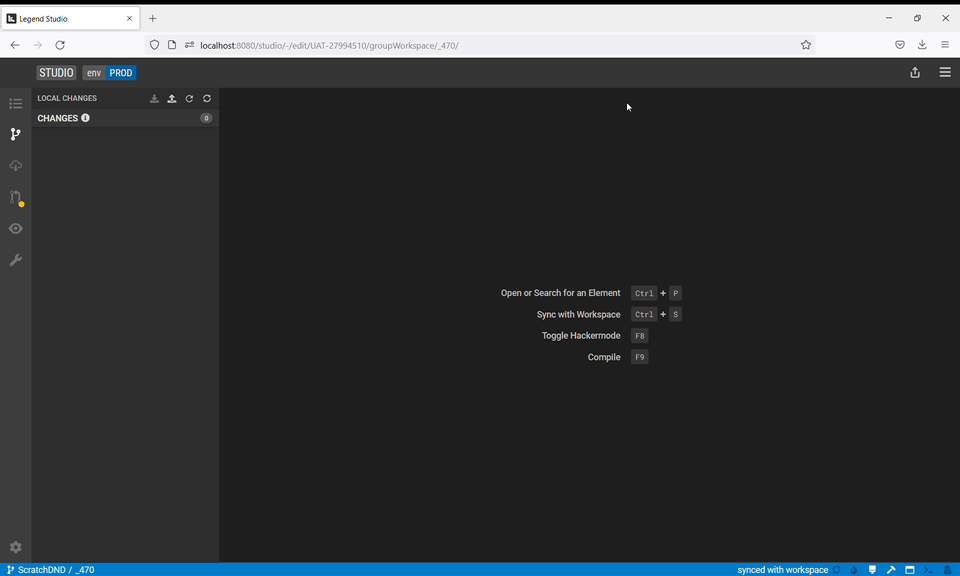 Legend Studio
localhost:8080/studio/-/edit/UAT-27994510/groupWorkspace/_470/
STUDIO env PROD
LOCAL CHANGES
CHANGES 0
Open or Search for an Element Ctrl + P
Sync with Workspace Ctrl + S
Toggle Hackermode F8
Compile F9
ScratchDND / _470 synced with workspace